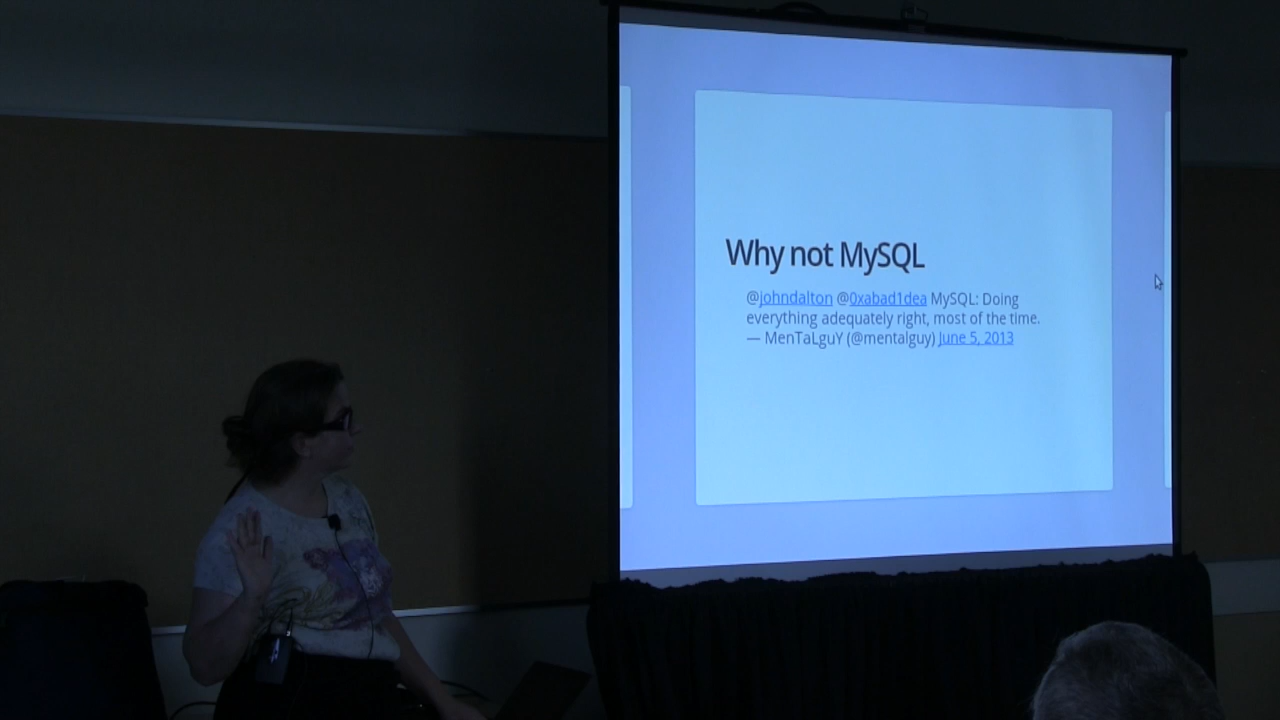 Why not MySQL
@johndalton @0xabad1dea MySQL: Doing
everything adequately right, most of the time.
— MenTaLguY (@mentalguy) June 5, 2013